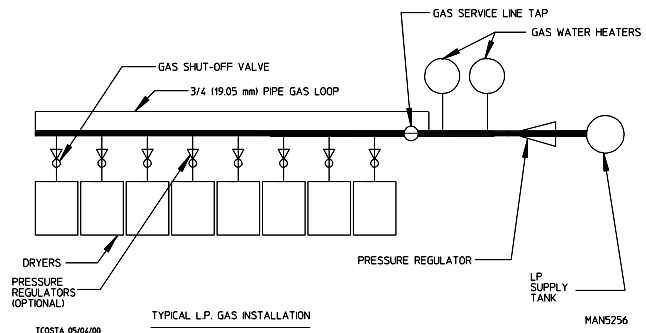 GAS SERVICE LINE TAP
GAS WATER HEATERS
GAS SHUT-OFF VALVE
3/4 (19.05 mm) PIPE GAS LOOP
DRYERS
PRESSURE
REGULATORS
(OPTIONAL)
PRESSURE REGULATOR
LP
SUPPLY
TANK
TYPICAL L.P. GAS INSTALLATION
TCOSTA 05/04/00
MAN5256